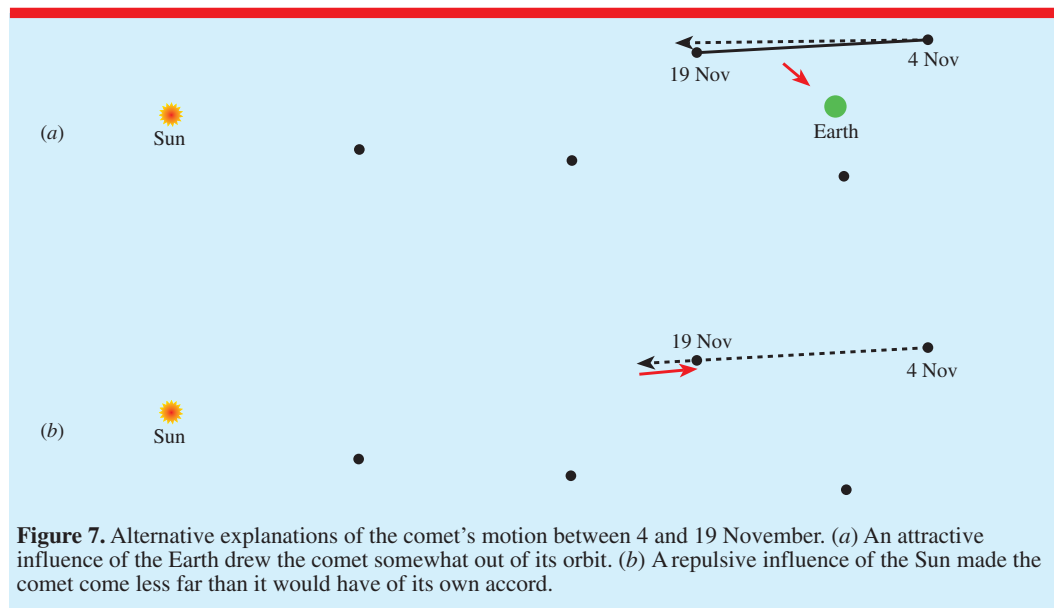 19 Nov
4 Nov
(a)
Sun
Earth
19 Nov
4 Nov
(b)
Sun
Figure 7. Alternative explanations of the comet’s motion between 4 and 19 November. (a) An attractive
influence of the Earth drew the comet somewhat out of its orbit. (b) A repulsive influence of the Sun made the
comet come less far than it would have of its own accord.